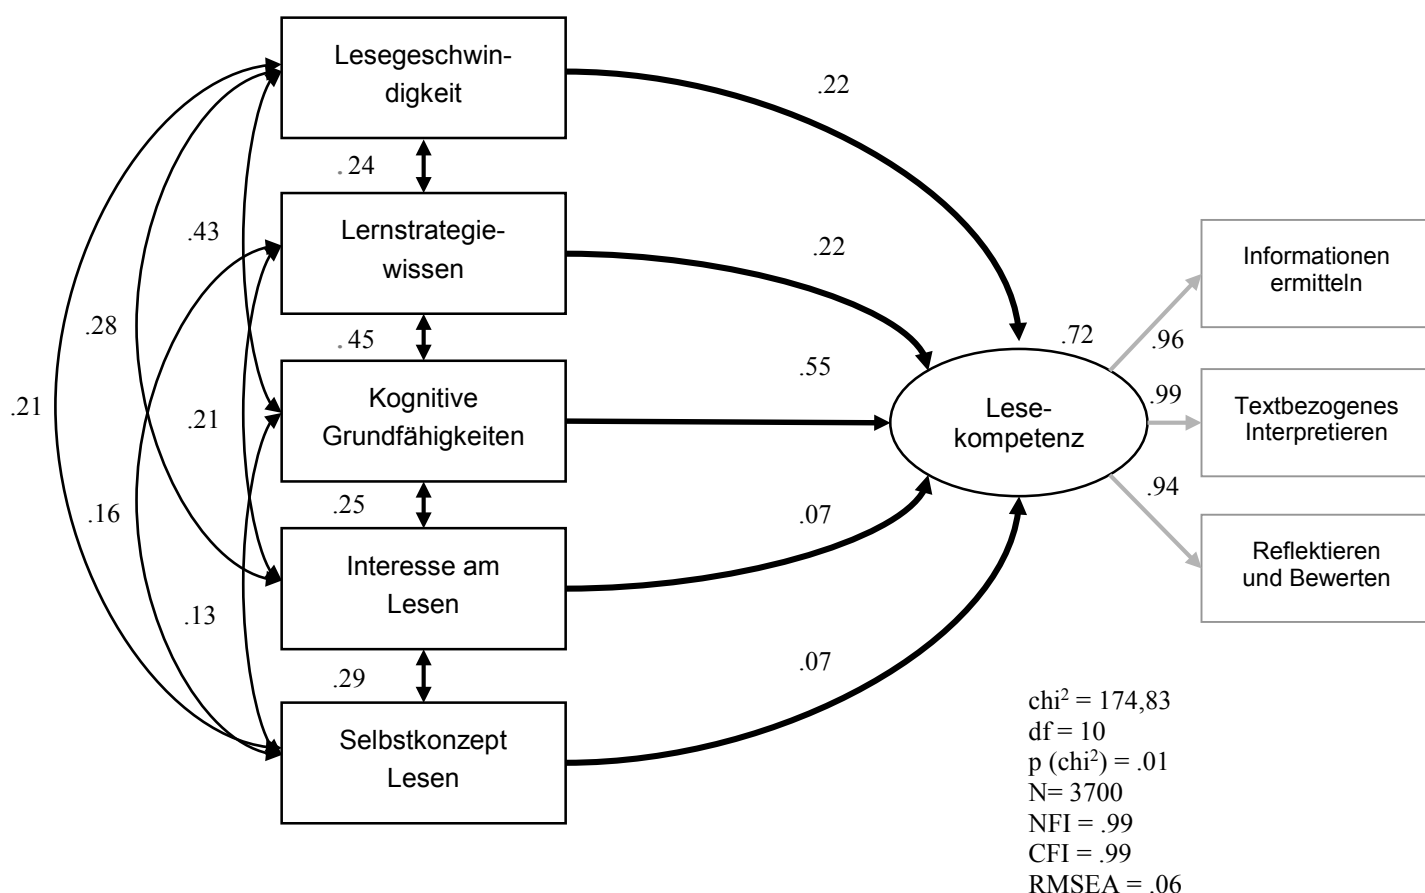 Lesegeschwin-
digkeit
.22
.24
.43
Lernstrategie-
wissen
.22
.28
.45
.72
Informationen
ermitteln
.96
.21
.21
Kognitive
Grundfähigkeiten
.55
Lese-
kompetenz
.99
Textbezogenes
Interpretieren
.16
.25
.07
.94
Interesse am
Lesen
Reflektieren
und Bewerten
.13
.29
.07
Selbstkonzept
Lesen
chi² = 174,83
df = 10
p (chi²) = .01
N= 3700
NFI = .99
CFI = .99
RMSEA = .06